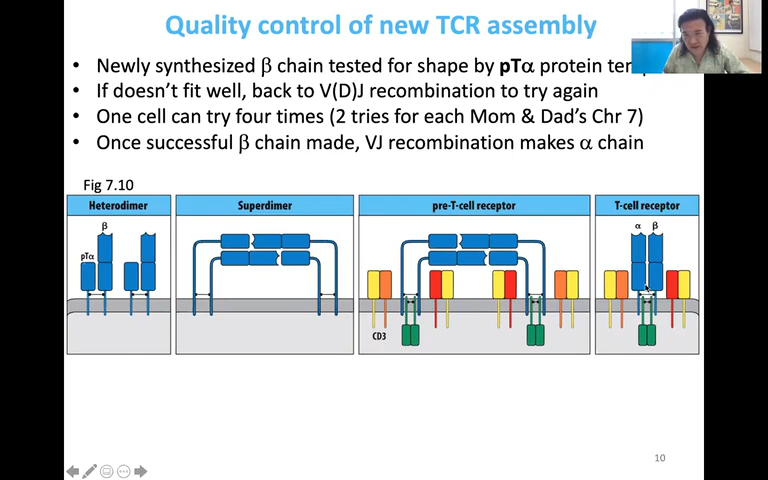 Quality control of new TCR assembly
• Newly synthesized β chain tested for shape by pTα protein
• If doesn't fit well, back to V(D)J recombination to try again
• One cell can try four times (2 tries for each Mom & Dad's Chr 7)
• Once successful β chain made, VJ recombination makes α chain
Fig 7.10
Heterodimer
Superdimer
pre-T-cell receptor
T-cell receptor
β
pTα
CD3
α
β
10